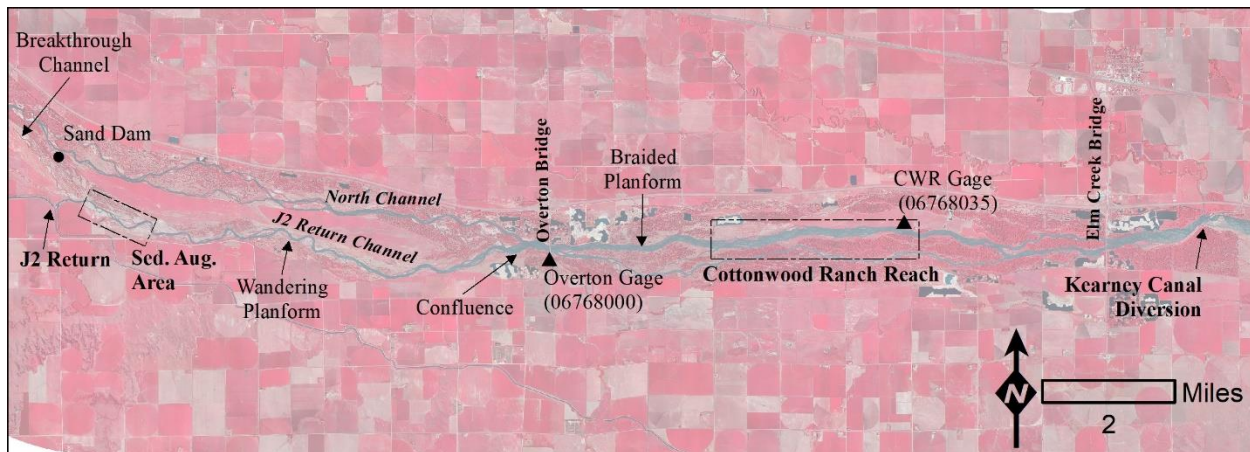 Breakthrough
Channel
Sand Dam
J2 Return
Sed. Aug.
Area
North Channel
J2 Return Channel
Wandering
Planform
Confluence
Overton Bridge
Overton Gage
(06768000)
Braided
Planform
Cottonwood Ranch Reach
CWR Gage
(06768035)
Elm Creek Bridge
Kearney Canal
Diversion
N
Miles
2